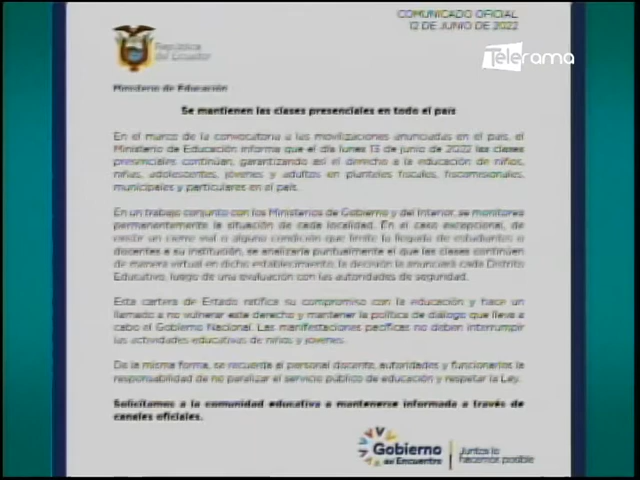 COMUNICADO OFICIAL
12 DE JUNIO DE 2022
Telerama
República
del Ecuador
Ministerio de Educación
Se mantienen las clases presenciales en todo el país
En el marco de la convocatoria a las movilizaciones anunciadas en el país, el
Ministerio de Educación informa que el día lunes 13 de junio de 2022 las clases
presenciales continúan, garantizando así el derecho a la educación de niños,
niñas, adolescentes, jóvenes y adultos en planteles fiscales, fiscomisionales,
municipales y particulares en el país.
En un trabajo conjunto con los Ministerios de Gobierno y del Interior, se monitorea
permanentemente la situación de cada localidad. En el caso excepcional, de
existir un cierre vial o alguna condición que limite la llegada de estudiantes o
docentes a su institución, se analizaría puntualmente el que las clases continúen
de manera virtual en dicho establecimiento, la decisión la anunciará cada Distrito
Educativo, luego de una evaluación con las autoridades de seguridad.
Esta cartera de Estado ratifica su compromiso con la educación y hace un
llamado a no vulnerar este derecho y mantener la política de diálogo que lleva a
cabo el Gobierno Nacional. Las manifestaciones pacíficas no deben interrumpir
las actividades educativas de niños y jóvenes.
De la misma forma, se recuerda al personal docente, autoridades y funcionarios la
responsabilidad de no paralizar el servicio público de educación y respetar la Ley.
Solicitamos a la comunidad educativa a mantenerse informada a través de
canales oficiales.
Gobierno
del Encuentro
Juntos lo
hacemos posible